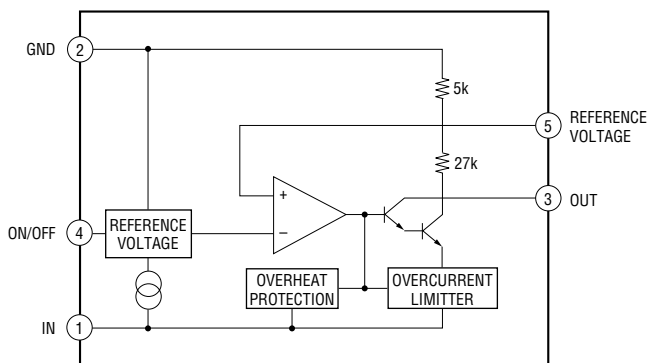 GND 2
5k
5 REFERENCE
VOLTAGE
27k
3 OUT
+
ON/OFF 4
REFERENCE
VOLTAGE
−
OVERHEAT
PROTECTION
OVERCURRENT
LIMITTER
IN 1